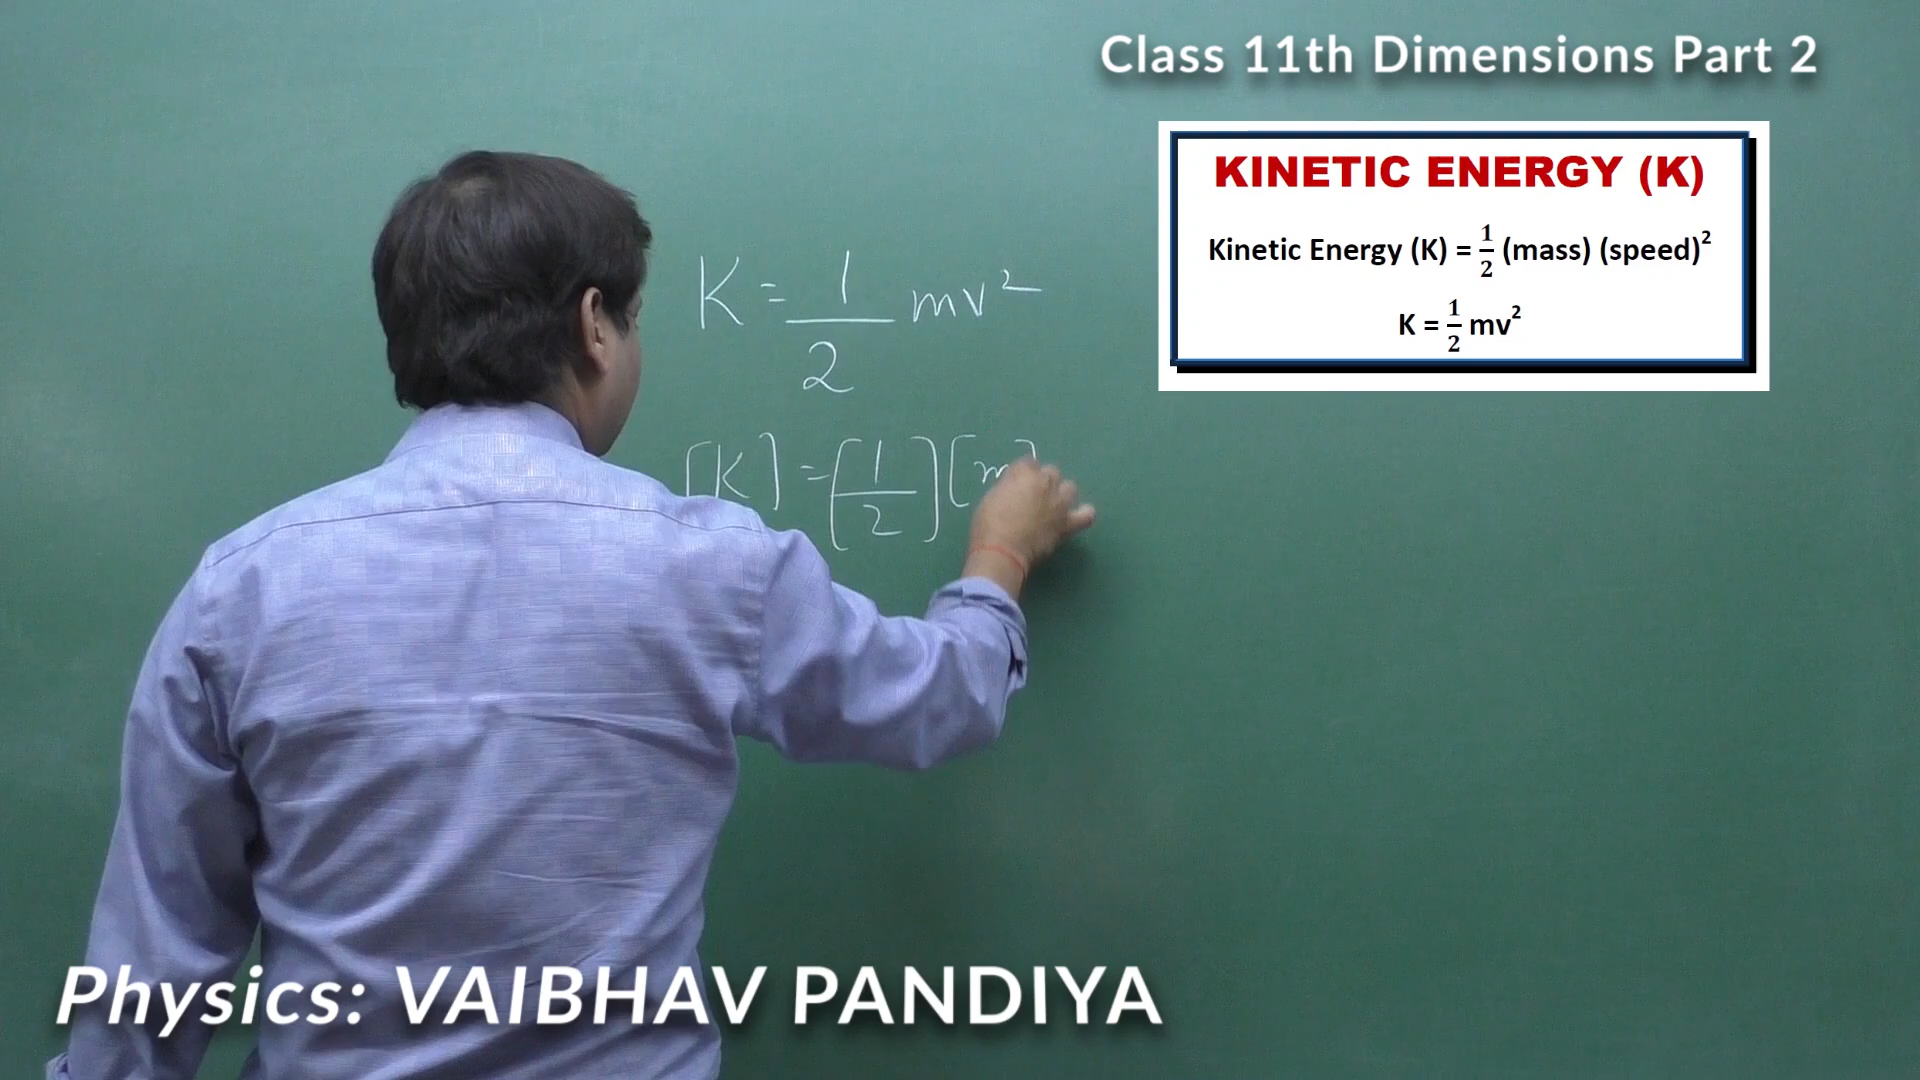 Class 11th Dimensions Part 2
KINETIC ENERGY (K)
Kinetic Energy (K) = 1/2 (mass) (speed)²
K = 1/2 mv²
K = 1/2 mv²
[K] = [1/2] [m]
Physics: VAIBHAV PANDIYA